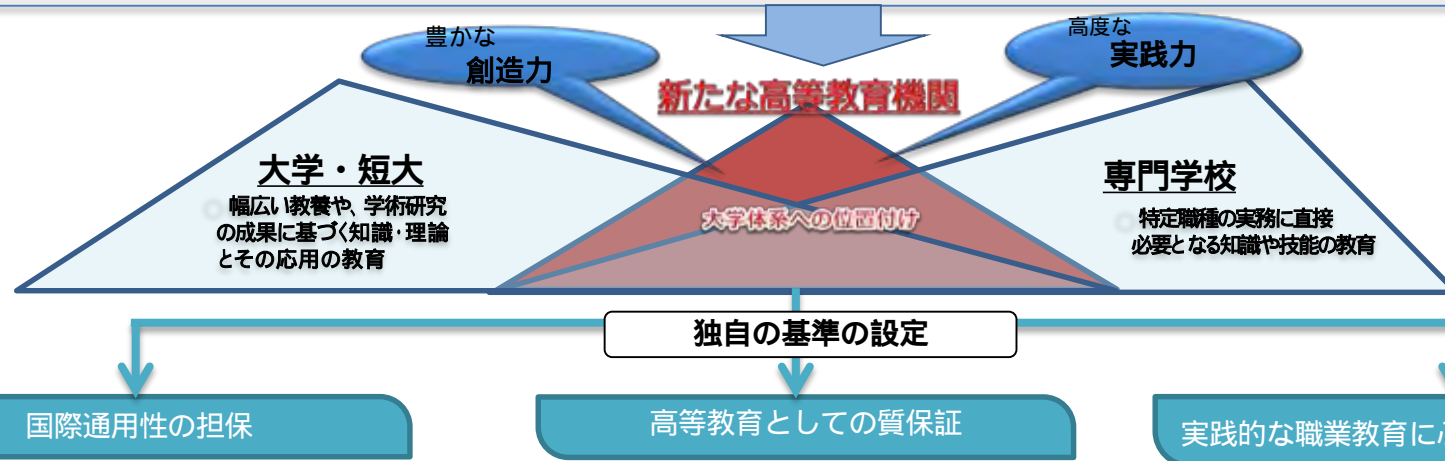 豊かな
創造力
高度な
実践力
新たな高等教育機関
大学・短大
幅広い教養や、学術研究
の成果に基づく知識・理論
とその応用の教育
大学体系への位置付け
専門学校
特定職種の実務に直接
必要となる知識や技能の教育
独自の基準の設定
国際通用性の担保
高等教育としての質保証
実践的な職業教育に